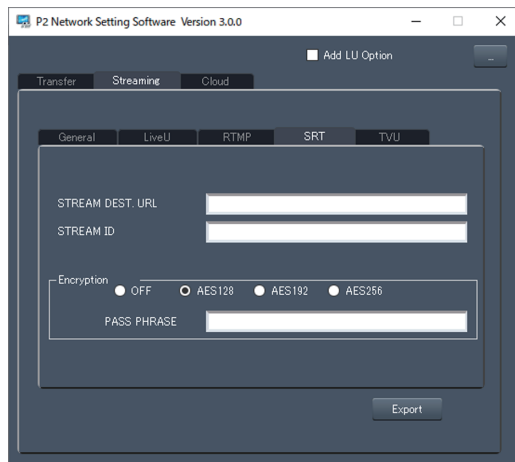 P2 Network Setting Software Version 3.0.0
Add LU Option
..
Transfer Streaming Cloud
General LiveU RTMP SRT TVU
STREAM DEST. URL
STREAM ID
Encryption
OFF AES128 AES192 AES256
PASS PHRASE
Export